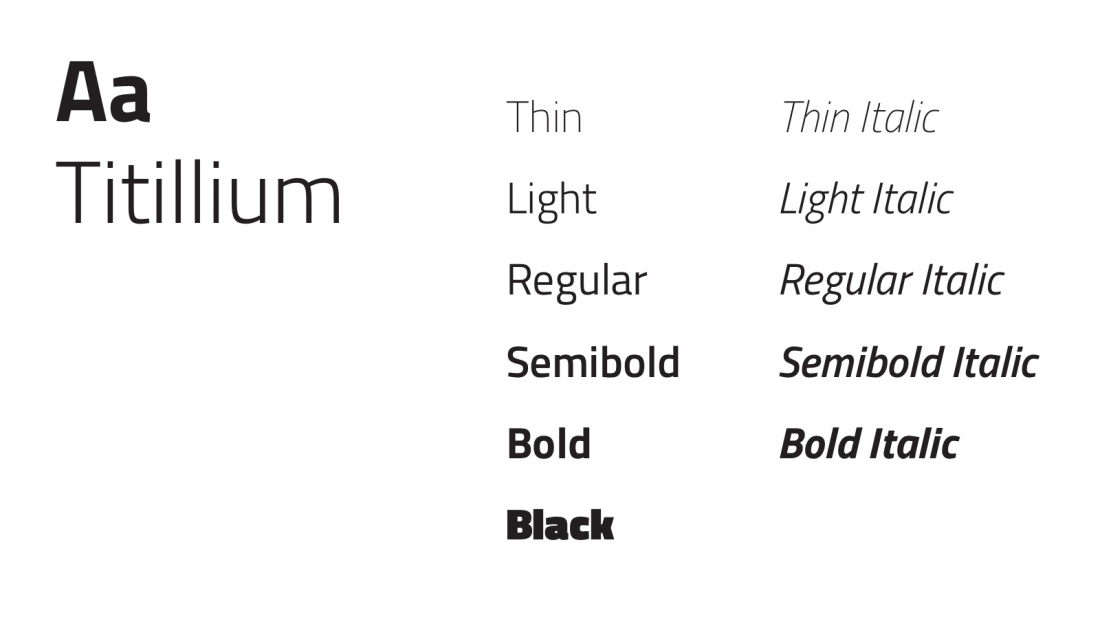 Aa
Titillium
Thin
Light
Regular
Semibold
Bold
Black
Thin Italic
Light Italic
Regular Italic
Semibold Italic
Bold Italic